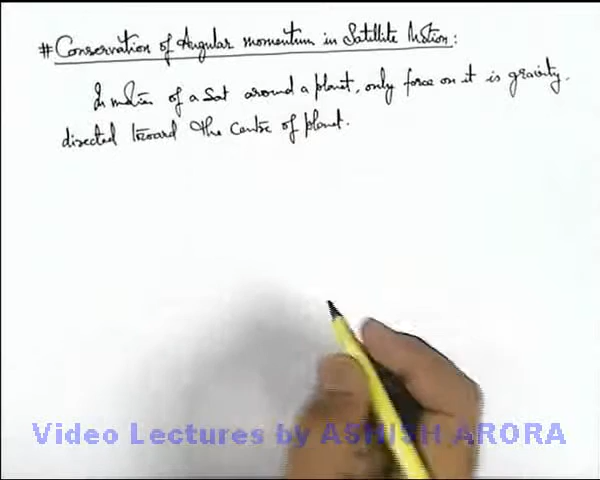 # Conservation of Angular momentum in Satellite Motion :
In motion of a sat around a planet, only force on it is gravity.
directed toward the centre of planet.
Video Lectures by ASHISH ARORA